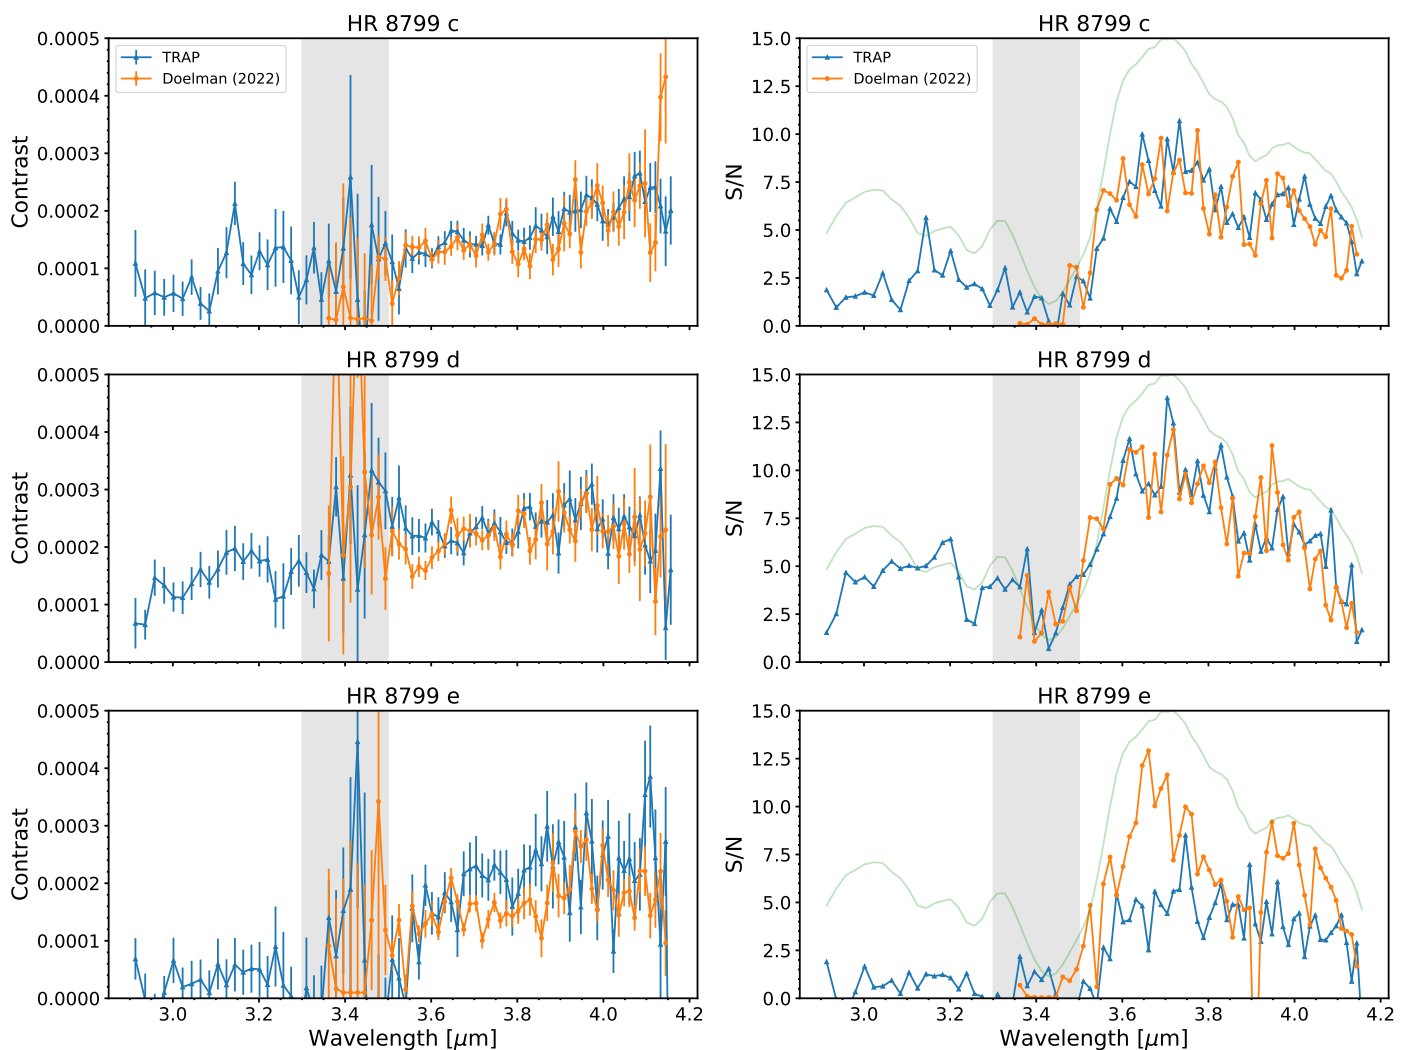 HR 8799 c
HR 8799 c
0.0005
0.0004
0.0003
0.0002
0.0001
0.0000
Contrast
TRAP
Doelman (2022)
15.0
12.5
10.0
7.5
5.0
2.5
0.0
S/N
TRAP
Doelman (2022)
HR 8799 d
HR 8799 d
0.0005
0.0004
0.0003
0.0002
0.0001
0.0000
Contrast
15.0
12.5
10.0
7.5
5.0
2.5
0.0
S/N
HR 8799 e
HR 8799 e
0.0005
0.0004
0.0003
0.0002
0.0001
0.0000
Contrast
15.0
12.5
10.0
7.5
5.0
2.5
0.0
S/N
3.0 3.2 3.4 3.6 3.8 4.0 4.2
Wavelength [μm]
3.0 3.2 3.4 3.6 3.8 4.0 4.2
Wavelength [μm]